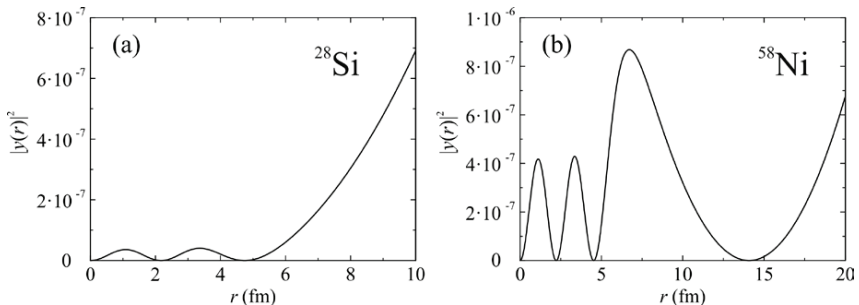 8·10⁻⁷
6·10⁻⁷
4·10⁻⁷
2·10⁻⁷
0
|y(r)|²
(a)
²⁸Si
0 2 4 6 8 10
r (fm)
1·10⁻⁶
8·10⁻⁷
6·10⁻⁷
4·10⁻⁷
2·10⁻⁷
0
|y(r)|²
(b)
⁵⁸Ni
0 5 10 15 20
r (fm)